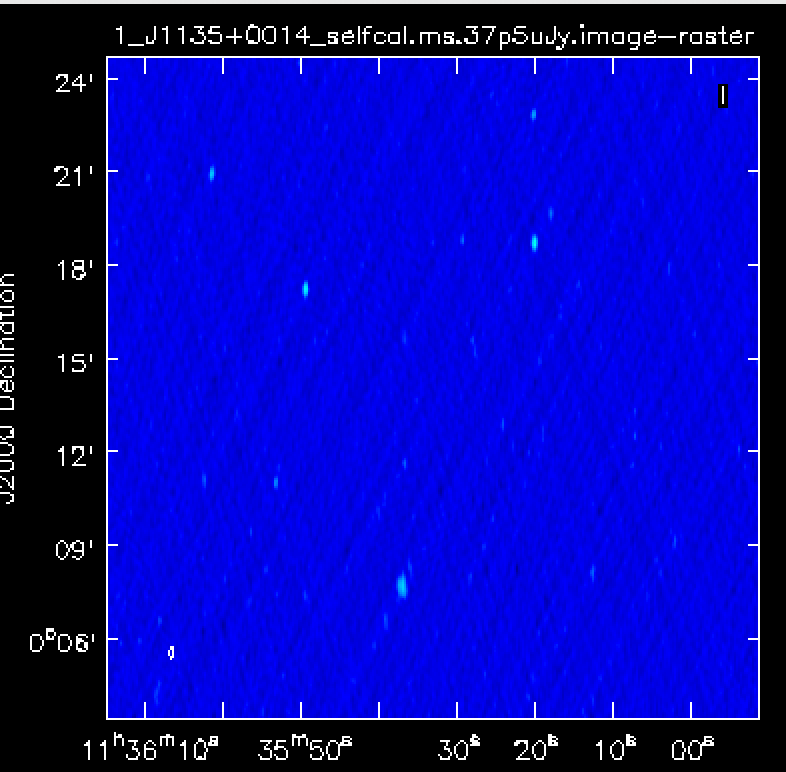 1_J1135+0014_selfcal.ms.37p5uJy.image-raster
I
24'
21'
18'
15'
12'
09'
0°06'
J2000 Declination
11ʰ36ᵐ10ˢ 35ᵐ50ˢ 30ˢ 20ˢ 10ˢ 00ˢ